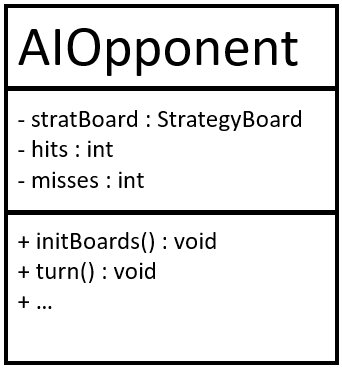 AIOpponent
- stratBoard : StrategyBoard
- hits : int
- misses : int
+ initBoards() : void
+ turn() : void
+ ...